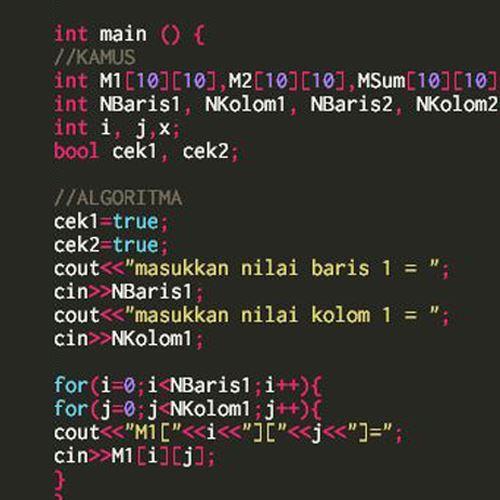 int main () {
//KAMUS
int M1[10][10],M2[10][10],MSum[10][10]
int NBaris1, NKolom1, NBaris2, NKolom2
int i, j,x;
bool cek1, cek2;
//ALGORITMA
cek1=true;
cek2=true;
cout<<"masukkan nilai baris 1 = ";
cin>>NBaris1;
cout<<"masukkan nilai kolom 1 = ";
cin>>NKolom1;
for(i=0;i<NBaris1;i++){
for(j=0;j<NKolom1;j++){
cout<<"M1["<<i<<"]["<<j<<"]=";
cin>>M1[i][j];
}
}